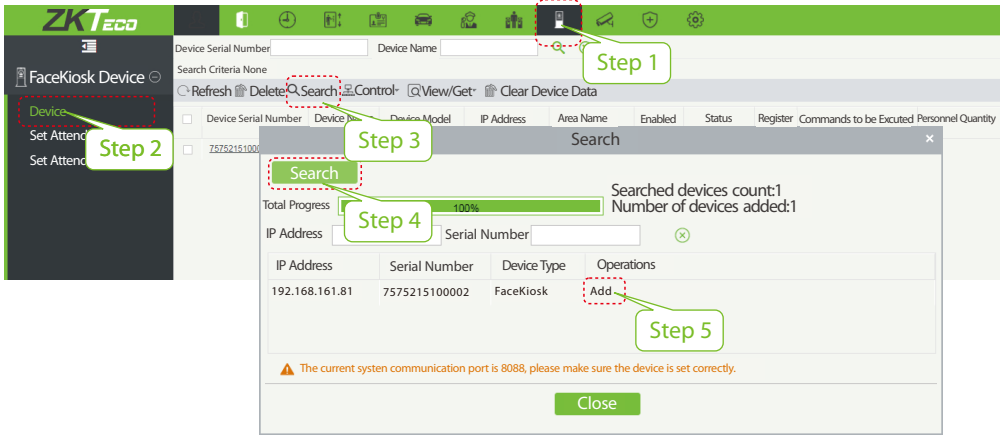 ZKTECO
Device Serial Number Device Name
Step 1
FaceKiosk Device
Search Criteria None
Refresh Delete Search Control View/Get Clear Device Data
Device
Step 2
Set Attend
Set Attend
Device Serial Number Device N Device Model IP Address Area Name Enabled Status Register Commands to be Excuted Personnel Quantity
Step 3
7575215100
Search ×
Search
Step 4
Total Progress 100%
Searched devices count:1
Number of devices added:1
IP Address Serial Number
IP Address Serial Number Device Type Operations
192.168.161.81 7575215100002 FaceKiosk Add
Step 5
The current systen communication port is 8088, please make sure the device is set correctly.
Close